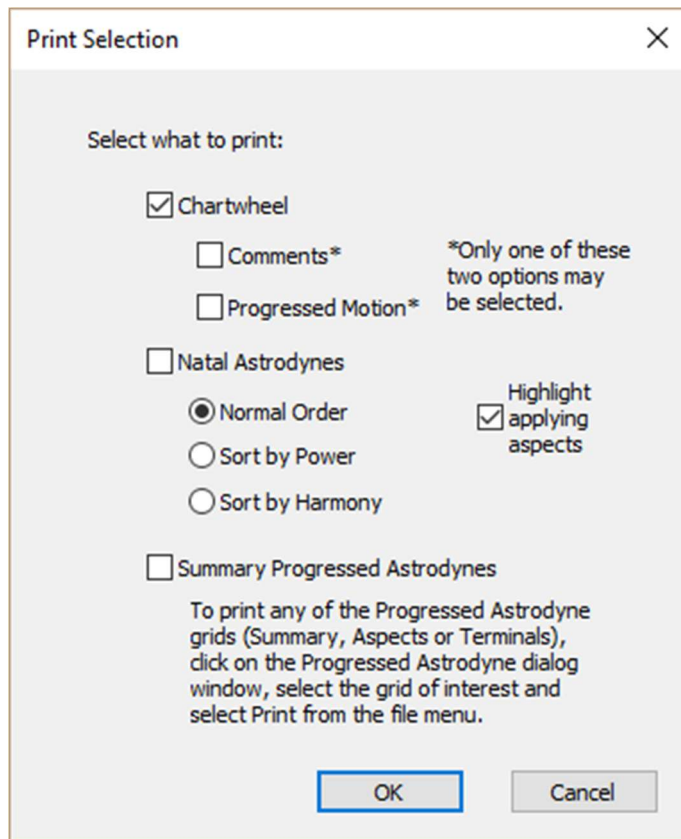 Print Selection
Select what to print:
Chartwheel
Comments*
Progressed Motion*
*Only one of these
two options may
be selected.
Natal Astrodynes
Normal Order
Sort by Power
Sort by Harmony
Highlight
applying
aspects
Summary Progressed Astrodynes
To print any of the Progressed Astrodyne
grids (Summary, Aspects or Terminals),
click on the Progressed Astrodyne dialog
window, select the grid of interest and
select Print from the file menu.
OK
Cancel